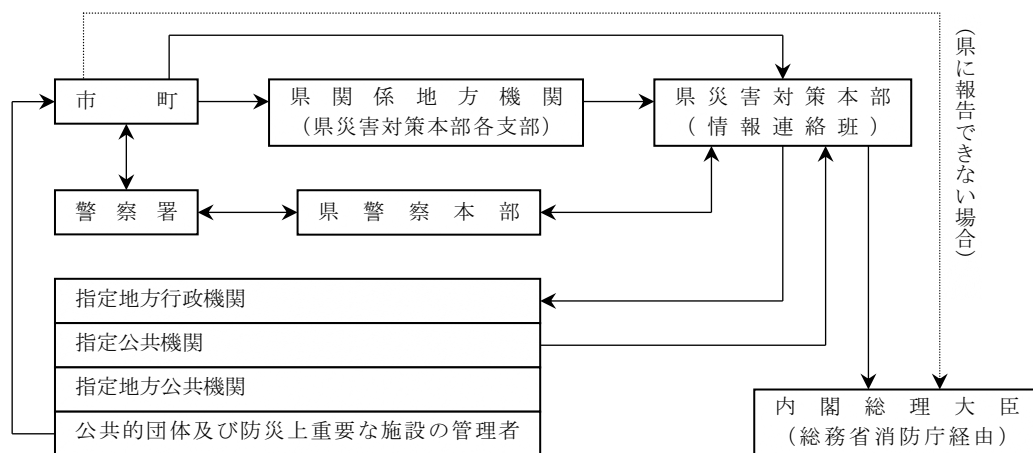 市町
県関係地方機関
（県災害対策本部各支部）
県災害対策本部
（情報連絡班）
（県に報告できない場合）
警察署
県警察本部
指定地方行政機関
指定公共機関
指定地方公共機関
公共的団体及び防災上重要な施設の管理者
内閣総理大臣
（総務省消防庁経由）